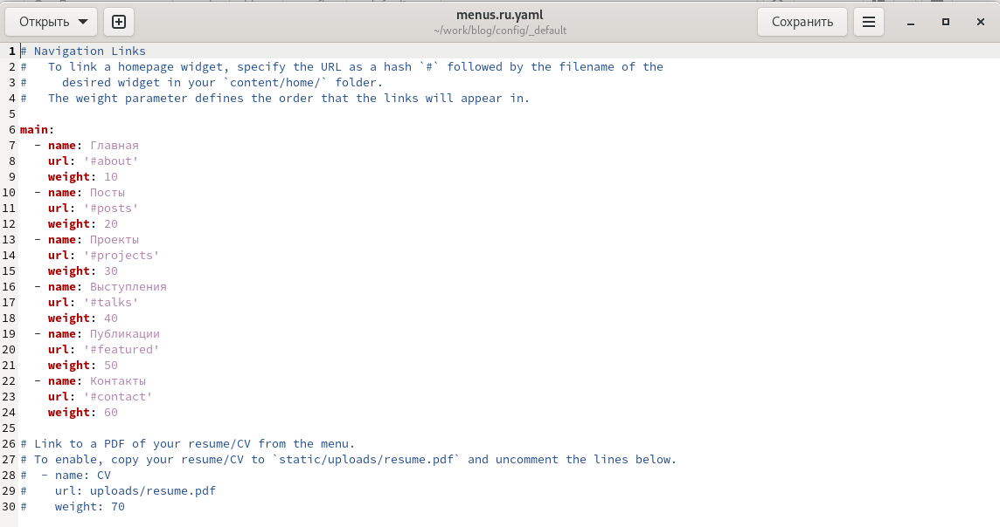 Открыть
menus.ru.yaml
~/work/blog/config/_default
Сохранить
1 # Navigation Links
2 #   To link a homepage widget, specify the URL as a hash `#` followed by the filename of the
3 #     desired widget in your `content/home/` folder.
4 #   The weight parameter defines the order that the links will appear in.
5
6 main:
7   - name: Главная
8     url: '#about'
9     weight: 10
10   - name: Посты
11     url: '#posts'
12     weight: 20
13   - name: Проекты
14     url: '#projects'
15     weight: 30
16   - name: Выступления
17     url: '#talks'
18     weight: 40
19   - name: Публикации
20     url: '#featured'
21     weight: 50
22   - name: Контакты
23     url: '#contact'
24     weight: 60
25
26 # Link to a PDF of your resume/CV from the menu.
27 # To enable, copy your resume/CV to `static/uploads/resume.pdf` and uncomment the lines below.
28 #  - name: CV
29 #    url: uploads/resume.pdf
30 #    weight: 70